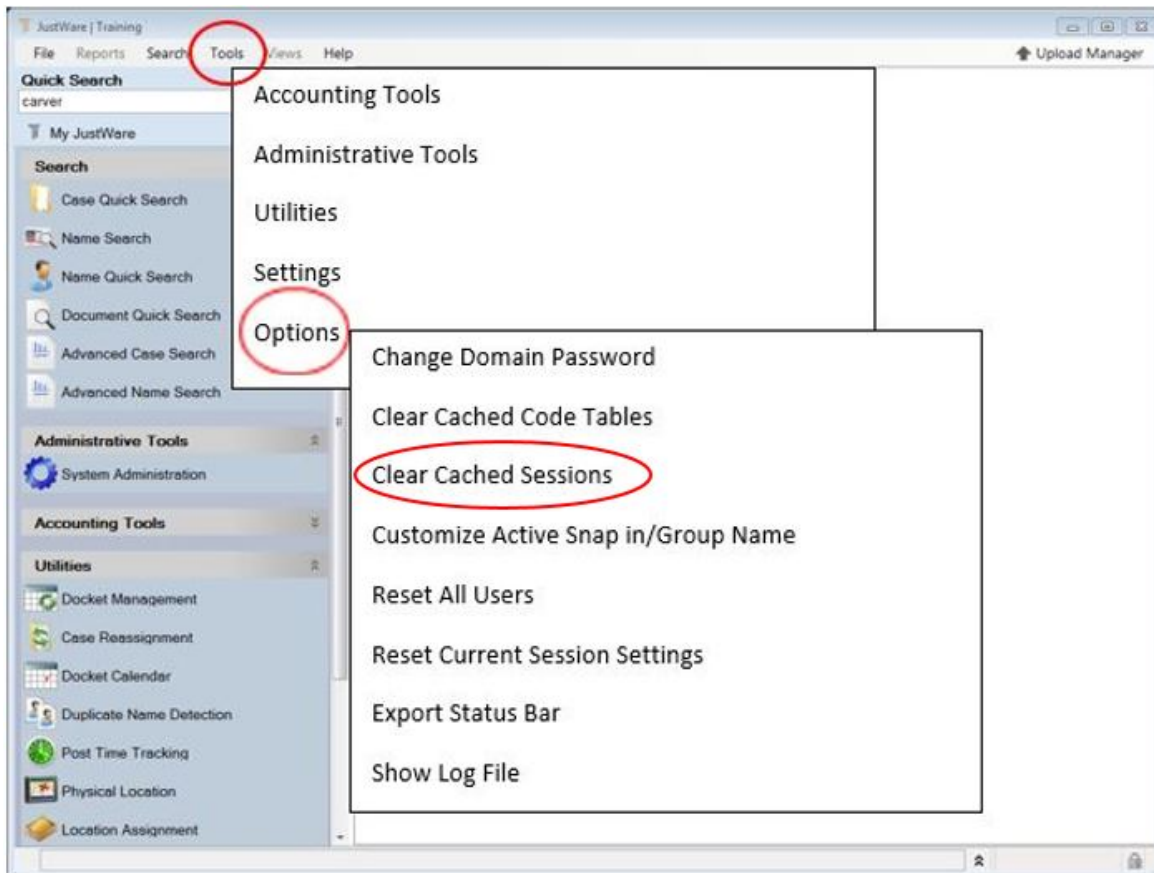 JustWare | Training
File Reports Search Tools Views Help
Upload Manager
Quick Search
carver
My JustWare
Search
Case Quick Search
Name Search
Name Quick Search
Document Quick Search
Advanced Case Search
Advanced Name Search
Administrative Tools
System Administration
Accounting Tools
Utilities
Docket Management
Case Reassignment
Docket Calendar
Duplicate Name Detection
Post Time Tracking
Physical Location
Location Assignment
Accounting Tools
Administrative Tools
Utilities
Settings
Options
Change Domain Password
Clear Cached Code Tables
Clear Cached Sessions
Customize Active Snap in/Group Name
Reset All Users
Reset Current Session Settings
Export Status Bar
Show Log File